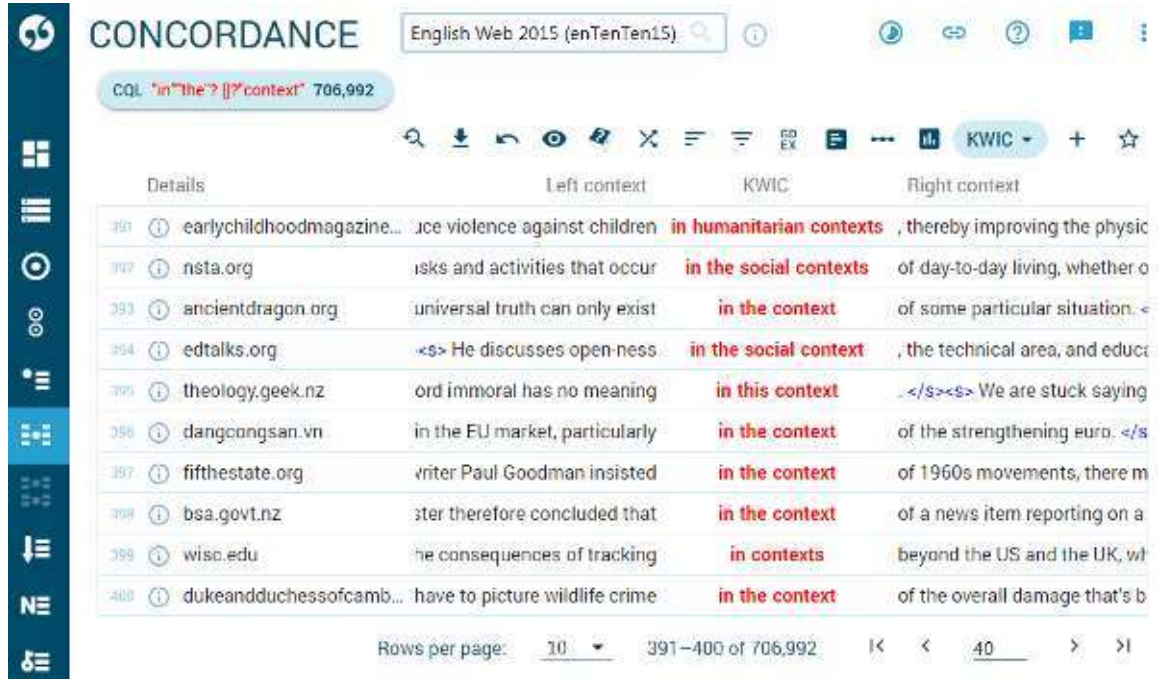 CONCORDANCE
English Web 2015 (enTenTen15)
CQL "in""the"? []?"context" 706,992
GD EX
KWIC
Details Left context KWIC Right context
391 earlychildhoodmagazine... uce violence against children in humanitarian contexts , thereby improving the physic
392 nsta.org isks and activities that occur in the social contexts of day-to-day living, whether o
393 ancientdragon.org universal truth can only exist in the context of some particular situation. <
394 edtalks.org <s> He discusses open-ness in the social context , the technical area, and educa
395 theology.geek.nz ord immoral has no meaning in this context . </s><s> We are stuck saying
396 dangcongsan.vn in the EU market, particularly in the context of the strengthening euro. </s
397 fifthestate.org writer Paul Goodman insisted in the context of 1960s movements, there m
398 bsa.govt.nz ster therefore concluded that in the context of a news item reporting on a
399 wisc.edu he consequences of tracking in contexts beyond the US and the UK, wh
400 dukeandduchessofcamb... have to picture wildlife crime in the context of the overall damage that's b
Rows per page: 10 391–400 of 706,992 |< < 40 > >|